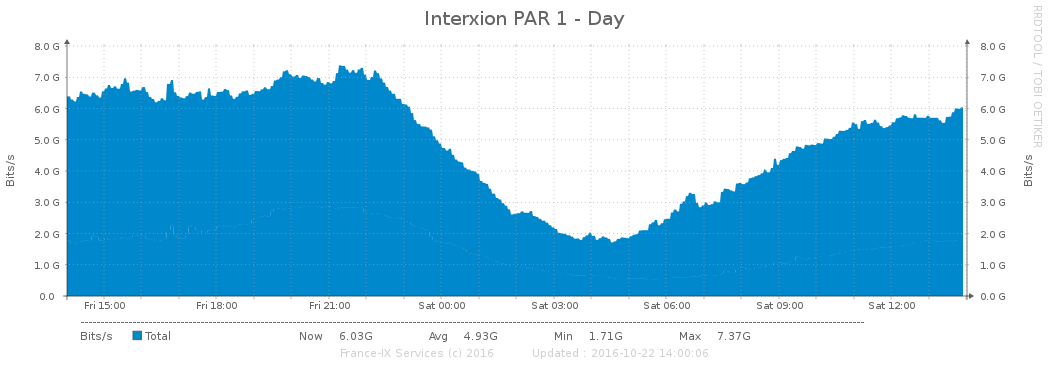 Interxion PAR 1 - Day
RRDTOOL / TOBI OETIKER
Bits/s
8.0 G
7.0 G
6.0 G
5.0 G
4.0 G
3.0 G
2.0 G
1.0 G
0.0
8.0 G
7.0 G
6.0 G
5.0 G
4.0 G
3.0 G
2.0 G
1.0 G
0.0 G
Bits/s
Fri 15:00 Fri 18:00 Fri 21:00 Sat 00:00 Sat 03:00 Sat 06:00 Sat 09:00 Sat 12:00
Bits/s Total Now 6.03G Avg 4.93G Min 1.71G Max 7.37G
France-IX Services (c) 2016 Updated : 2016-10-22 14:00:06